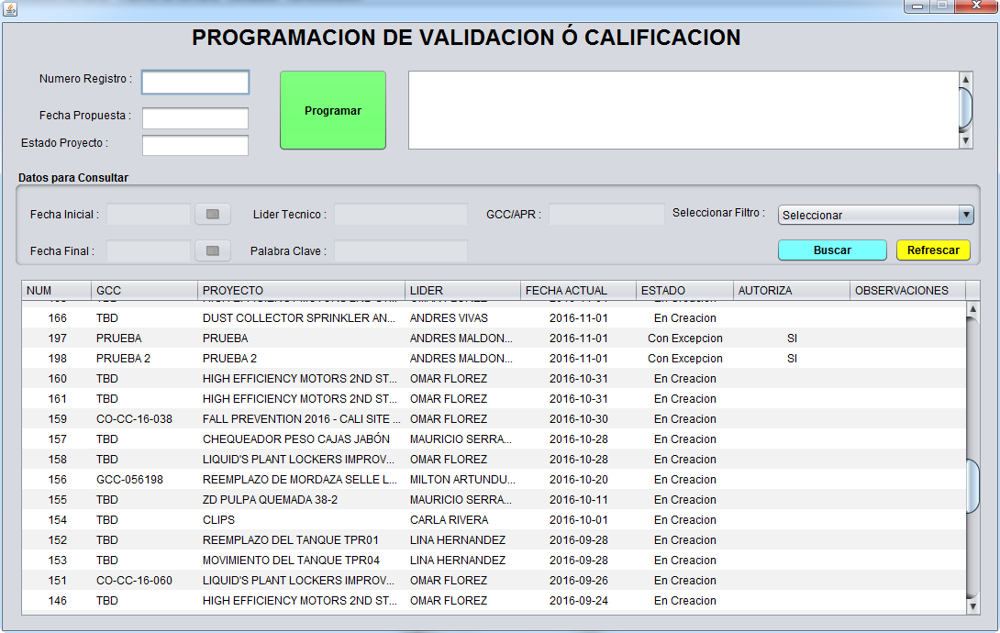 PROGRAMACION DE VALIDACION Ó CALIFICACION
Numero Registro :
Programar
Fecha Propuesta :
Estado Proyecto :
Datos para Consultar
Fecha Inicial : Lider Tecnico : GCC/APR : Seleccionar Filtro : Seleccionar
Fecha Final : Palabra Clave : Buscar Refrescar
NUM GCC PROYECTO LIDER FECHA ACTUAL ESTADO AUTORIZA OBSERVACIONES
166 TBD DUST COLLECTOR SPRINKLER AN... ANDRES VIVAS 2016-11-01 En Creacion
197 PRUEBA PRUEBA ANDRES MALDON... 2016-11-01 Con Excepcion SI
198 PRUEBA 2 PRUEBA 2 ANDRES MALDON... 2016-11-01 Con Excepcion SI
160 TBD HIGH EFFICIENCY MOTORS 2ND ST... OMAR FLOREZ 2016-10-31 En Creacion
161 TBD HIGH EFFICIENCY MOTORS 2ND ST... OMAR FLOREZ 2016-10-31 En Creacion
159 CO-CC-16-038 FALL PREVENTION 2016 - CALI SITE ... OMAR FLOREZ 2016-10-30 En Creacion
157 TBD CHEQUEADOR PESO CAJAS JABÓN MAURICIO SERRA... 2016-10-28 En Creacion
158 TBD LIQUID'S PLANT LOCKERS IMPROV... OMAR FLOREZ 2016-10-28 En Creacion
156 GCC-056198 REEMPLAZO DE MORDAZA SELLE L... MILTON ARTUNDU... 2016-10-20 En Creacion
155 TBD ZD PULPA QUEMADA 38-2 MAURICIO SERRA... 2016-10-11 En Creacion
154 TBD CLIPS CARLA RIVERA 2016-10-01 En Creacion
152 TBD REEMPLAZO DEL TANQUE TPR01 LINA HERNANDEZ 2016-09-28 En Creacion
153 TBD MOVIMIENTO DEL TANQUE TPR04 LINA HERNANDEZ 2016-09-28 En Creacion
151 CO-CC-16-060 LIQUID'S PLANT LOCKERS IMPROV... OMAR FLOREZ 2016-09-26 En Creacion
146 TBD HIGH EFFICIENCY MOTORS 2ND ST... OMAR FLOREZ 2016-09-24 En Creacion